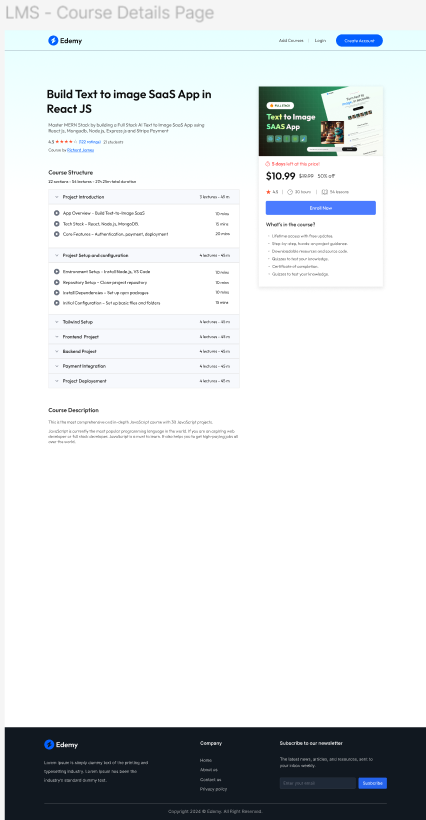 LMS - Course Details Page
Edemy
Add Courses | Login
Create Account
Build Text to image SaaS App in
React JS
Master MERN Stack by building a Full Stack AI Text to Image SaaS App using
React js, Mongodb, Node js, Express js and Stripe Payment
4.5 ★★★★☆ (122 ratings) 21 students
Course by Richard James
Course Structure
22 sections - 54 lectures - 27h 25m total duration
Project Introduction 3 lectures - 45 m
App Overview - Build Text-to-Image SaaS 10 mins
Tech Stack - React, Node.js, MongoDB 15 mins
Core Features - Authentication, payment, deployment 20 mins
Project Setup and configuration 4 lectures - 45 m
Environment Setup - Install Node.js, VS Code 10 mins
Repository Setup - Clone project repository 10 mins
Install Dependencies - Set up npm packages 10 mins
Initial Configuration - Set up basic files and folders 15 mins
Tailwind Setup 4 lectures - 45 m
Frontend Project 4 lectures - 45 m
Backend Project 4 lectures - 45 m
Payment Integration 4 lectures - 45 m
Project Deployement 4 lectures - 45 m
Course Description
This is the most comprehensive and in-depth JavaScript course with 30 JavaScript projects.
JavaScript is currently the most popular programming language in the world. If you are an aspiring web
developer or full stack developer, JavaScript is a must to learn. It also helps you to get high-paying jobs all
over the world.
FULL STACK
Text to Image
SAAS App
5 days left at this price!
$10.99 $19.99 50% off
4.5 | 30 hours | 54 lessons
Enroll Now
What's in the course?
Lifetime access with free updates.
Step-by-step, hands-on project guidance.
Downloadable resources and source code.
Quizzes to test your knowledge.
Certificate of completion.
Quizzes to test your knowledge.
Edemy
Lorem Ipsum is simply dummy text of the printing and
typesetting industry. Lorem Ipsum has been the
industry's standard dummy text.
Company
Home
About us
Contact us
Privacy policy
Subscribe to our newsletter
The latest news, articles, and resources, sent to
your inbox weekly.
Enter your email
Subscribe
Copyright 2024 © Edemy. All Right Reserved.